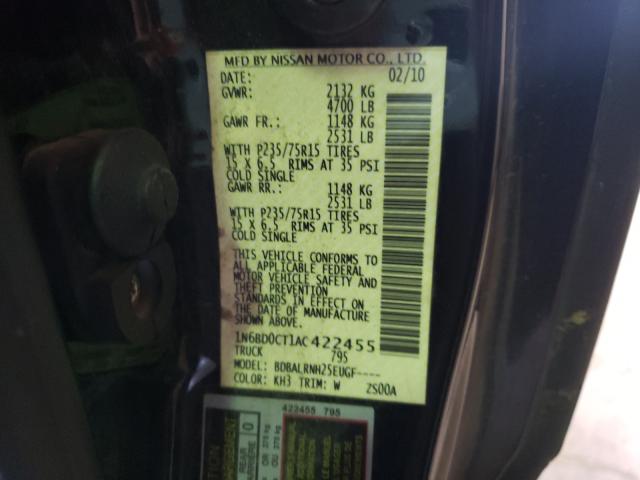 MFD BY NISSAN MOTOR CO., LTD.
DATE: 02/10
GVWR: 2132 KG
4700 LB
GAWR FR.: 1148 KG
2531 LB
WITH P235/75R15 TIRES
15 X 6.5 RIMS AT 35 PSI
COLD SINGLE
GAWR RR.: 1148 KG
2531 LB
WITH P235/75R15 TIRES
15 X 6.5 RIMS AT 35 PSI
COLD SINGLE
THIS VEHICLE CONFORMS TO
ALL APPLICABLE FEDERAL
MOTOR VEHICLE SAFETY AND
THEFT PREVENTION
STANDARDS IN EFFECT ON
THE DATE OF MANUFACTURE
SHOWN ABOVE.
1N6BD0CT1AC422455
TRUCK 795
MODEL: BDBALRNH25EUGF----
COLOR: KH3 TRIM: W 2S00A
422455 795
REAR
ARRIÈRE
0